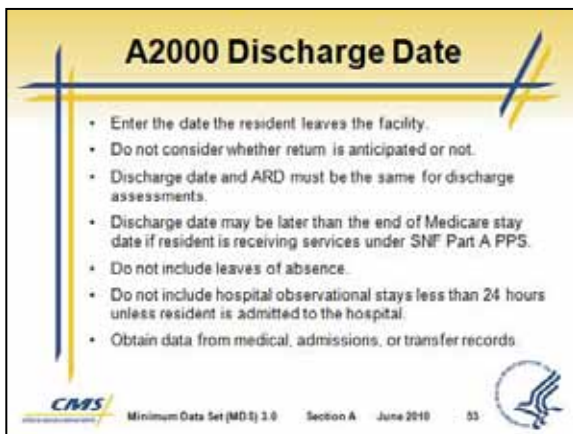 A2000 Discharge Date
• Enter the date the resident leaves the facility.
• Do not consider whether return is anticipated or not.
• Discharge date and ARD must be the same for discharge
assessments.
• Discharge date may be later than the end of Medicare stay
date if resident is receiving services under SNF Part A PPS.
• Do not include leaves of absence.
• Do not include hospital observational stays less than 24 hours
unless resident is admitted to the hospital.
• Obtain data from medical, admissions, or transfer records
CMS
Minimum Data Set (MDS) 3.0 Section A June 2010 53